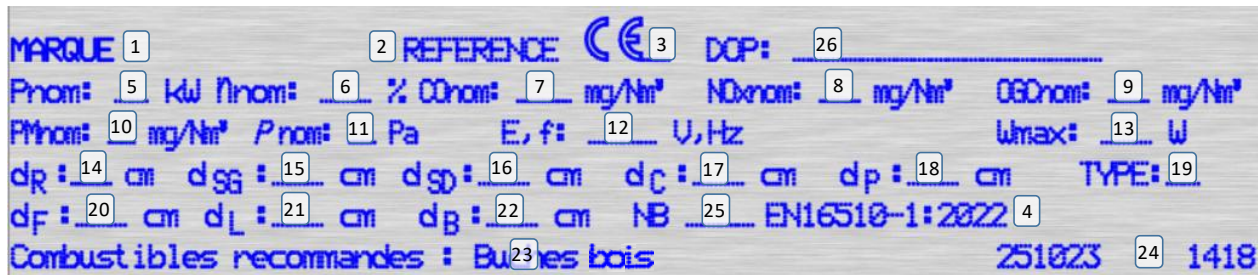 MARQUE 1 2 REFERENCE CE 3 DOP: 26
Pnom: 5 kW ηnom: 6 % COnom: 7 mg/Nm³ NOxnom: 8 mg/Nm³ OGCnom: 9 mg/Nm³
PMnom: 10 mg/Nm³ Pnom: 11 Pa E,f: 12 V,Hz Wmax: 13 W
dR : 14 cm dSG : 15 cm dSD : 16 cm dC : 17 cm dP : 18 cm TYPE: 19
dF : 20 cm dL : 21 cm dB : 22 cm NB 25 EN16510-1:2022 4
Combustibles recommandes : Buches bois 23 251023 24 1418